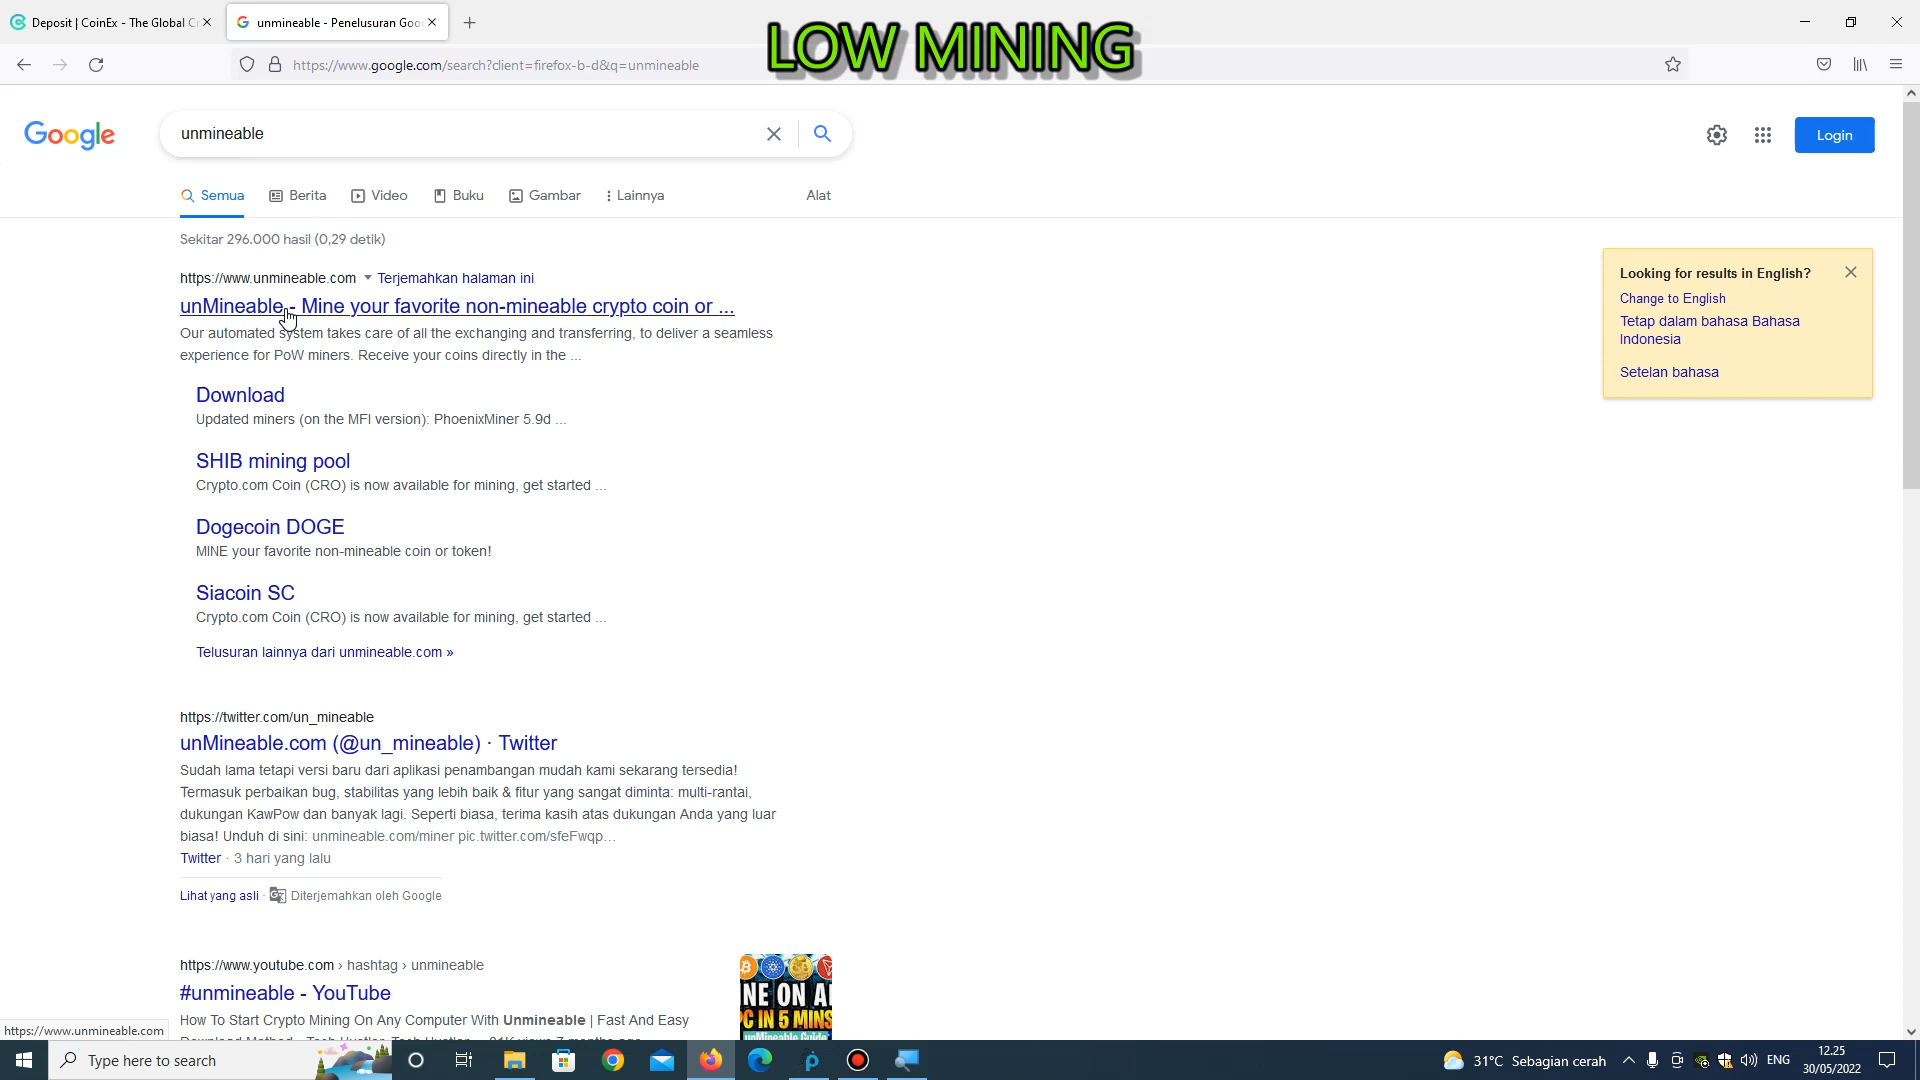 Deposit | CoinEx - The Global C
unmineable - Penelusuran Goo
LOW MINING
https://www.google.com/search?client=firefox-b-d&q=unmineable
Google
unmineable
Login
Semua
Berita
Video
Buku
Gambar
Lainnya
Alat
Sekitar 296.000 hasil (0,29 detik)
https://www.unmineable.com
Terjemahkan halaman ini
unMineable - Mine your favorite non-mineable crypto coin or ...
Our automated system takes care of all the exchanging and transferring, to deliver a seamless
experience for PoW miners. Receive your coins directly in the ...
Download
Updated miners (on the MFI version): PhoenixMiner 5.9d ...
SHIB mining pool
Crypto.com Coin (CRO) is now available for mining, get started ...
Dogecoin DOGE
MINE your favorite non-mineable coin or token!
Siacoin SC
Crypto.com Coin (CRO) is now available for mining, get started ...
Telusuran lainnya dari unmineable.com »
Looking for results in English?
Change to English
Tetap dalam bahasa Bahasa
Indonesia
Setelan bahasa
https://twitter.com/un_mineable
unMineable.com (@un_mineable) · Twitter
Sudah lama tetapi versi baru dari aplikasi penambangan mudah kami sekarang tersedia!
Termasuk perbaikan bug, stabilitas yang lebih baik & fitur yang sangat diminta: multi-rantai,
dukungan KawPow dan banyak lagi. Seperti biasa, terima kasih atas dukungan Anda yang luar
biasa! Unduh di sini: unmineable.com/miner pic.twitter.com/sfeFwqp...
Twitter · 3 hari yang lalu
Lihat yang asli · Diterjemahkan oleh Google
https://www.youtube.com › hashtag › unmineable
#unmineable - YouTube
How To Start Crypto Mining On Any Computer With Unmineable | Fast And Easy
NE ON A
PC IN 5 MINS
unMineable Guide
https://www.unmineable.com
Type here to search
31°C Sebagian cerah
ENG
12.25
30/05/2022